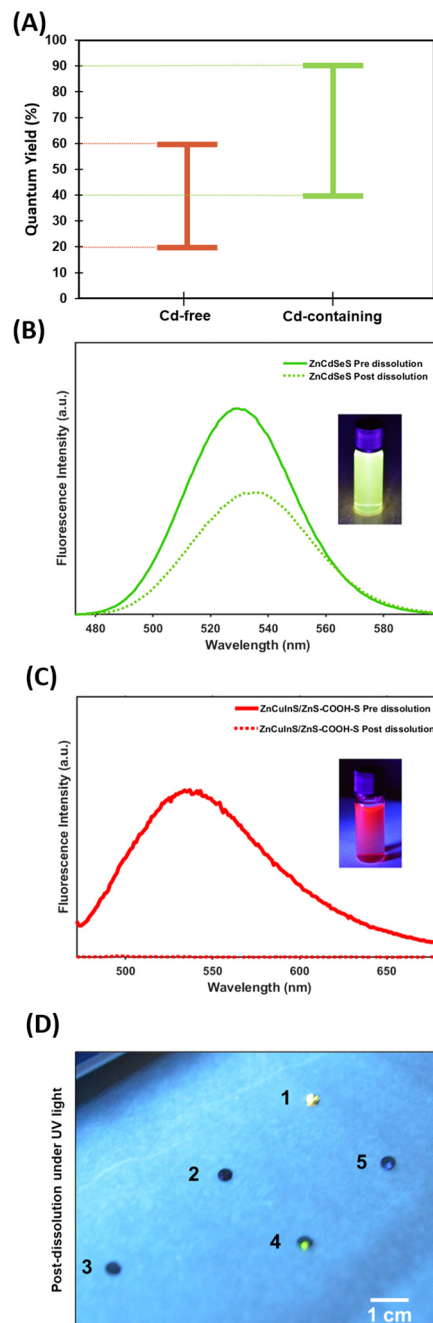 (A)
Quantum Yield (%)
100
90
80
70
60
50
40
30
20
10
0
Cd-free Cd-containing
(B)
Fluorescence Intensity (a.u.)
ZnCdSeS Pre dissolution
ZnCdSeS Post dissolution
480 500 520 540 560 580
Wavelength (nm)
(C)
Fluorescence Intensity (a.u.)
ZnCuInS/ZnS-COOH-S Pre dissolution
ZnCuInS/ZnS-COOH-S Post dissolution
500 550 600 650
Wavelength (nm)
(D)
Post-dissolution under UV light
1
2
5
4
3
1 cm